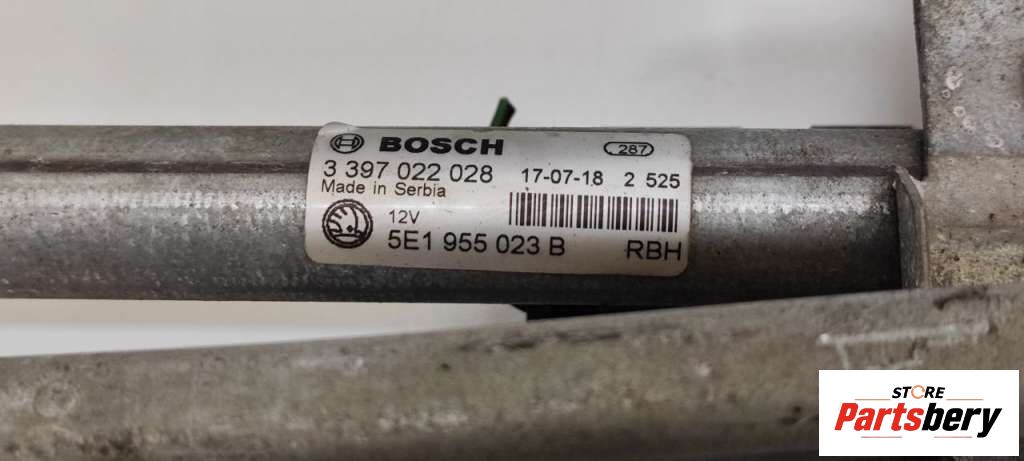 BOSCH 287
3 397 022 028 17-07-18 2 525
Made in Serbia
12V
5E1 955 023 B RBH
STORE
Partsbery